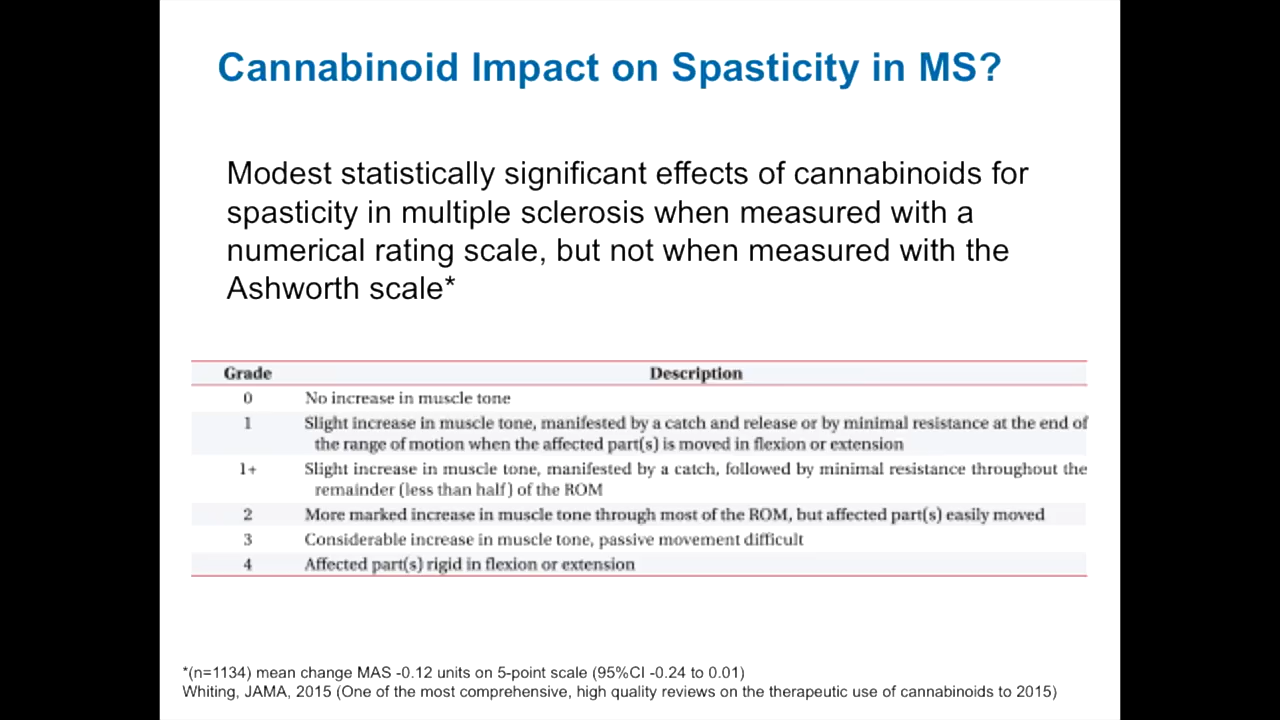 Cannabinoid Impact on Spasticity in MS?
Modest statistically significant effects of cannabinoids for
spasticity in multiple sclerosis when measured with a
numerical rating scale, but not when measured with the
Ashworth scale*
Grade Description
0 No increase in muscle tone
1 Slight increase in muscle tone, manifested by a catch and release or by minimal resistance at the end of
the range of motion when the affected part(s) is moved in flexion or extension
1+ Slight increase in muscle tone, manifested by a catch, followed by minimal resistance throughout the
remainder (less than half) of the ROM
2 More marked increase in muscle tone through most of the ROM, but affected part(s) easily moved
3 Considerable increase in muscle tone, passive movement difficult
4 Affected part(s) rigid in flexion or extension
*(n=1134) mean change MAS -0.12 units on 5-point scale (95%CI -0.24 to 0.01)
Whiting, JAMA, 2015 (One of the most comprehensive, high quality reviews on the therapeutic use of cannabinoids to 2015)